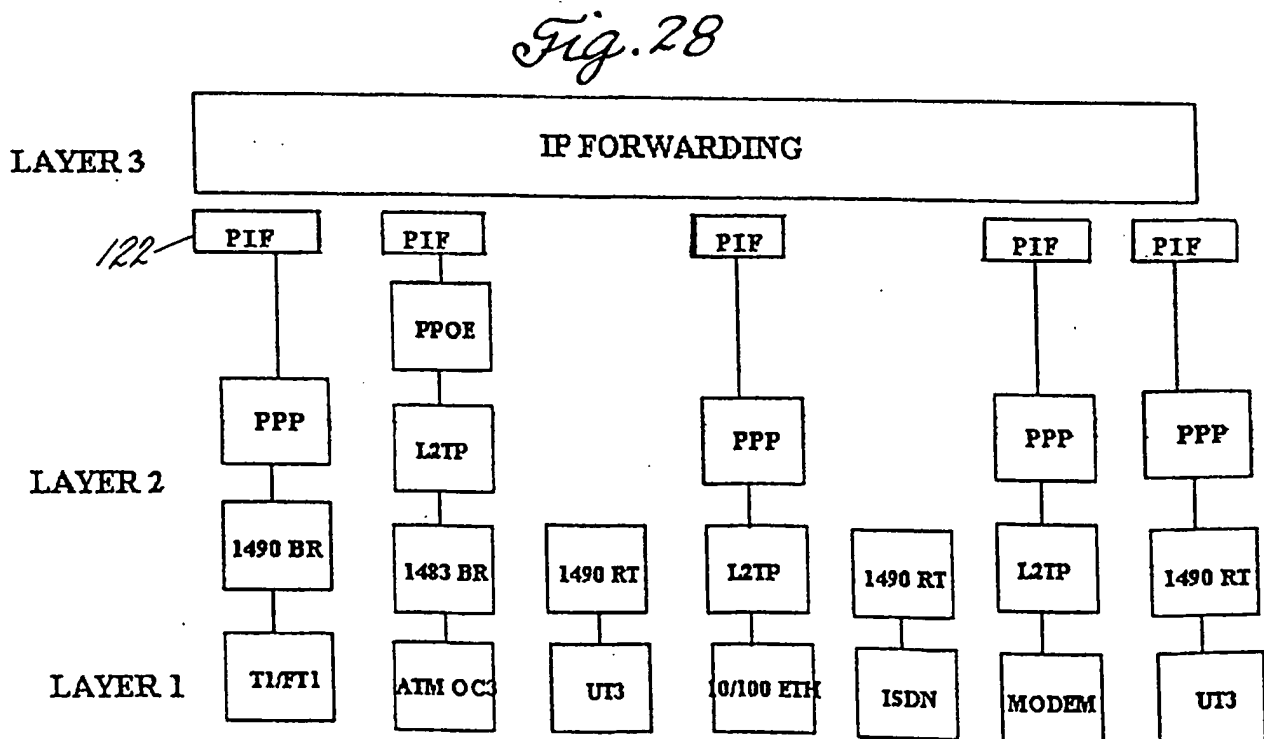 Fig. 28
LAYER 3
IP FORWARDING
122
PIF
PIF
PIF
PIF
PIF
PPOE
LAYER 2
PPP
L2TP
PPP
PPP
PPP
1490 BR
1483 BR
1490 RT
L2TP
1490 RT
L2TP
1490 RT
LAYER 1
T1/FT1
ATM OC3
UT3
10/100 ETH
ISDN
MODEM
UT3